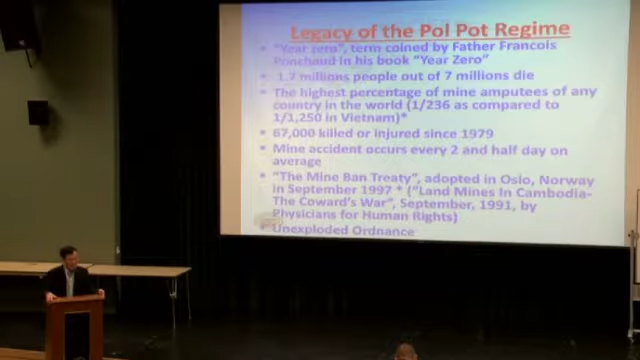 Legacy of the Pol Pot Regime
• "Year zero", term coined by Father Francois
Ponchaud in his book "Year Zero"
• 1.7 millions people out of 7 millions die
• The highest percentage of mine amputees of any
country in the world (1/236 as compared to
1/1,250 in Vietnam)*
• 67,000 killed or injured since 1979
• Mine accident occurs every 2 and half day on
average
• "The Mine Ban Treaty", adopted in Oslo, Norway
in September 1997 * ("Land Mines In Cambodia-
The Coward's War", September, 1991, by
Physicians for Human Rights)
• Unexploded Ordnance